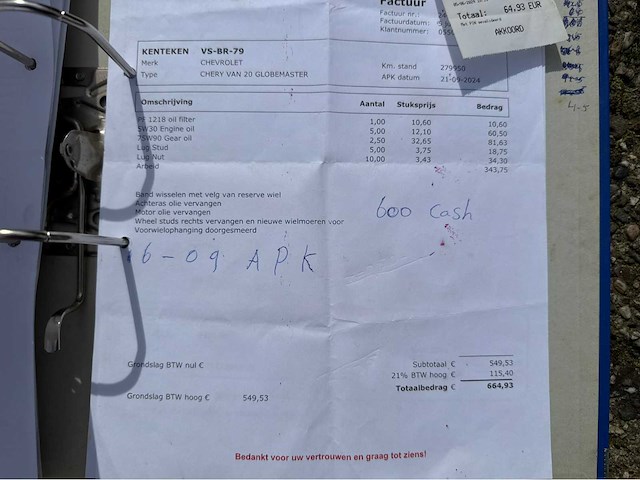 Factuur
Factuur nr.:
Factuurdatum:
Klantnummer:
Totaal: 64.93 EUR
AKKOORD
KENTEKEN VS-BR-79
Merk CHEVROLET
Type CHERY VAN 20 GLOBEMASTER
Km. stand 279950
APK datum 21-09-2024
Omschrijving Aantal Stuksprijs Bedrag
PF 1218 oil filter 1,00 10,60 10,60
5W30 Engine oil 5,00 12,10 60,50
75W90 Gear oil 2,50 32,65 81,63
Lug Stud 5,00 3,75 18,75
Lug Nut 10,00 3,43 34,30
Arbeid 343,75
Band wisselen met velg van reserve wiel
Achteras olie vervangen
Motor olie vervangen
Wheel studs rechts vervangen en nieuwe wielmoeren voor
Voorwielophanging doorgesmeerd
600 Cash
16-09 APK
Grondslag BTW nul €
Grondslag BTW hoog € 549,53
Subtotaal € 549,53
21% BTW hoog € 115,40
Totaalbedrag € 664,93
Bedankt voor uw vertrouwen en graag tot ziens!